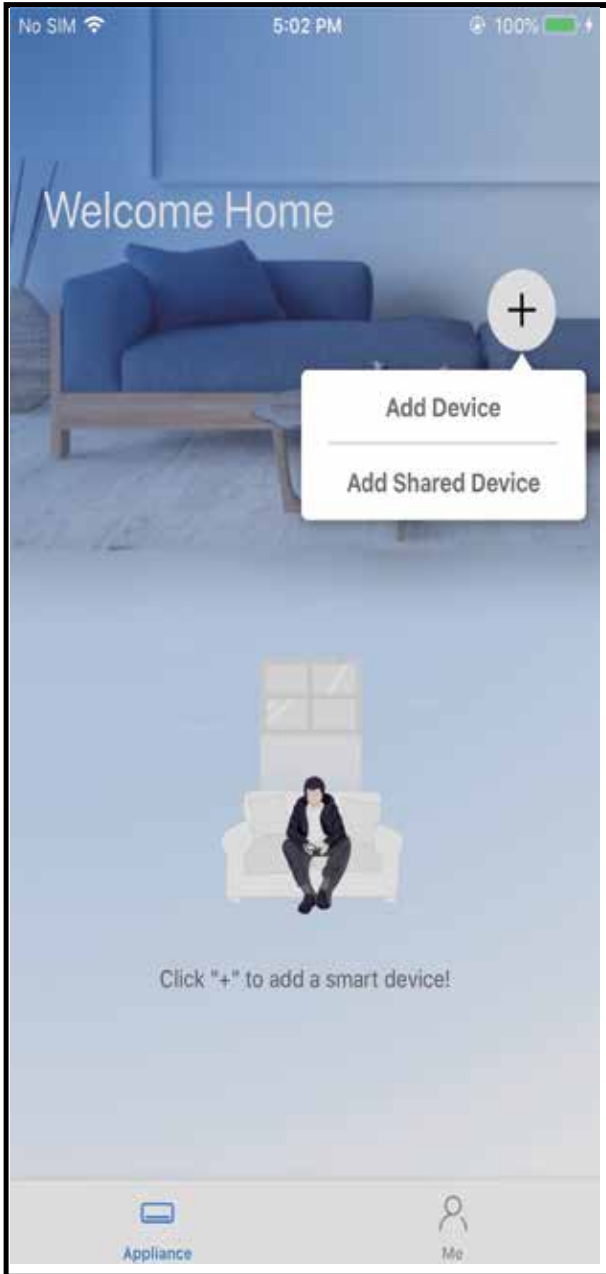 No SIM 5:02 PM 100%
Welcome Home
+
Add Device
Add Shared Device
Click "+" to add a smart device!
Appliance Me